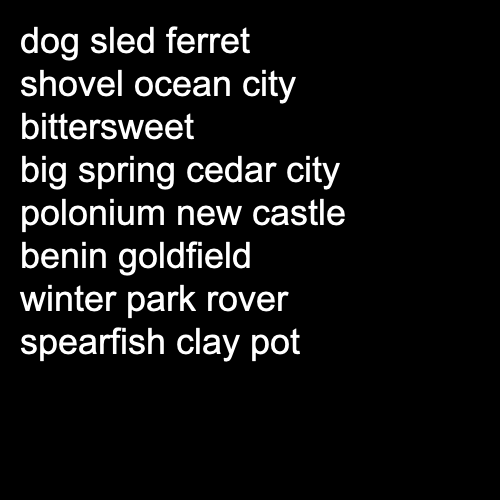 dog sled ferret
shovel ocean city
bittersweet
big spring cedar city
polonium new castle
benin goldfield
winter park rover
spearfish clay pot